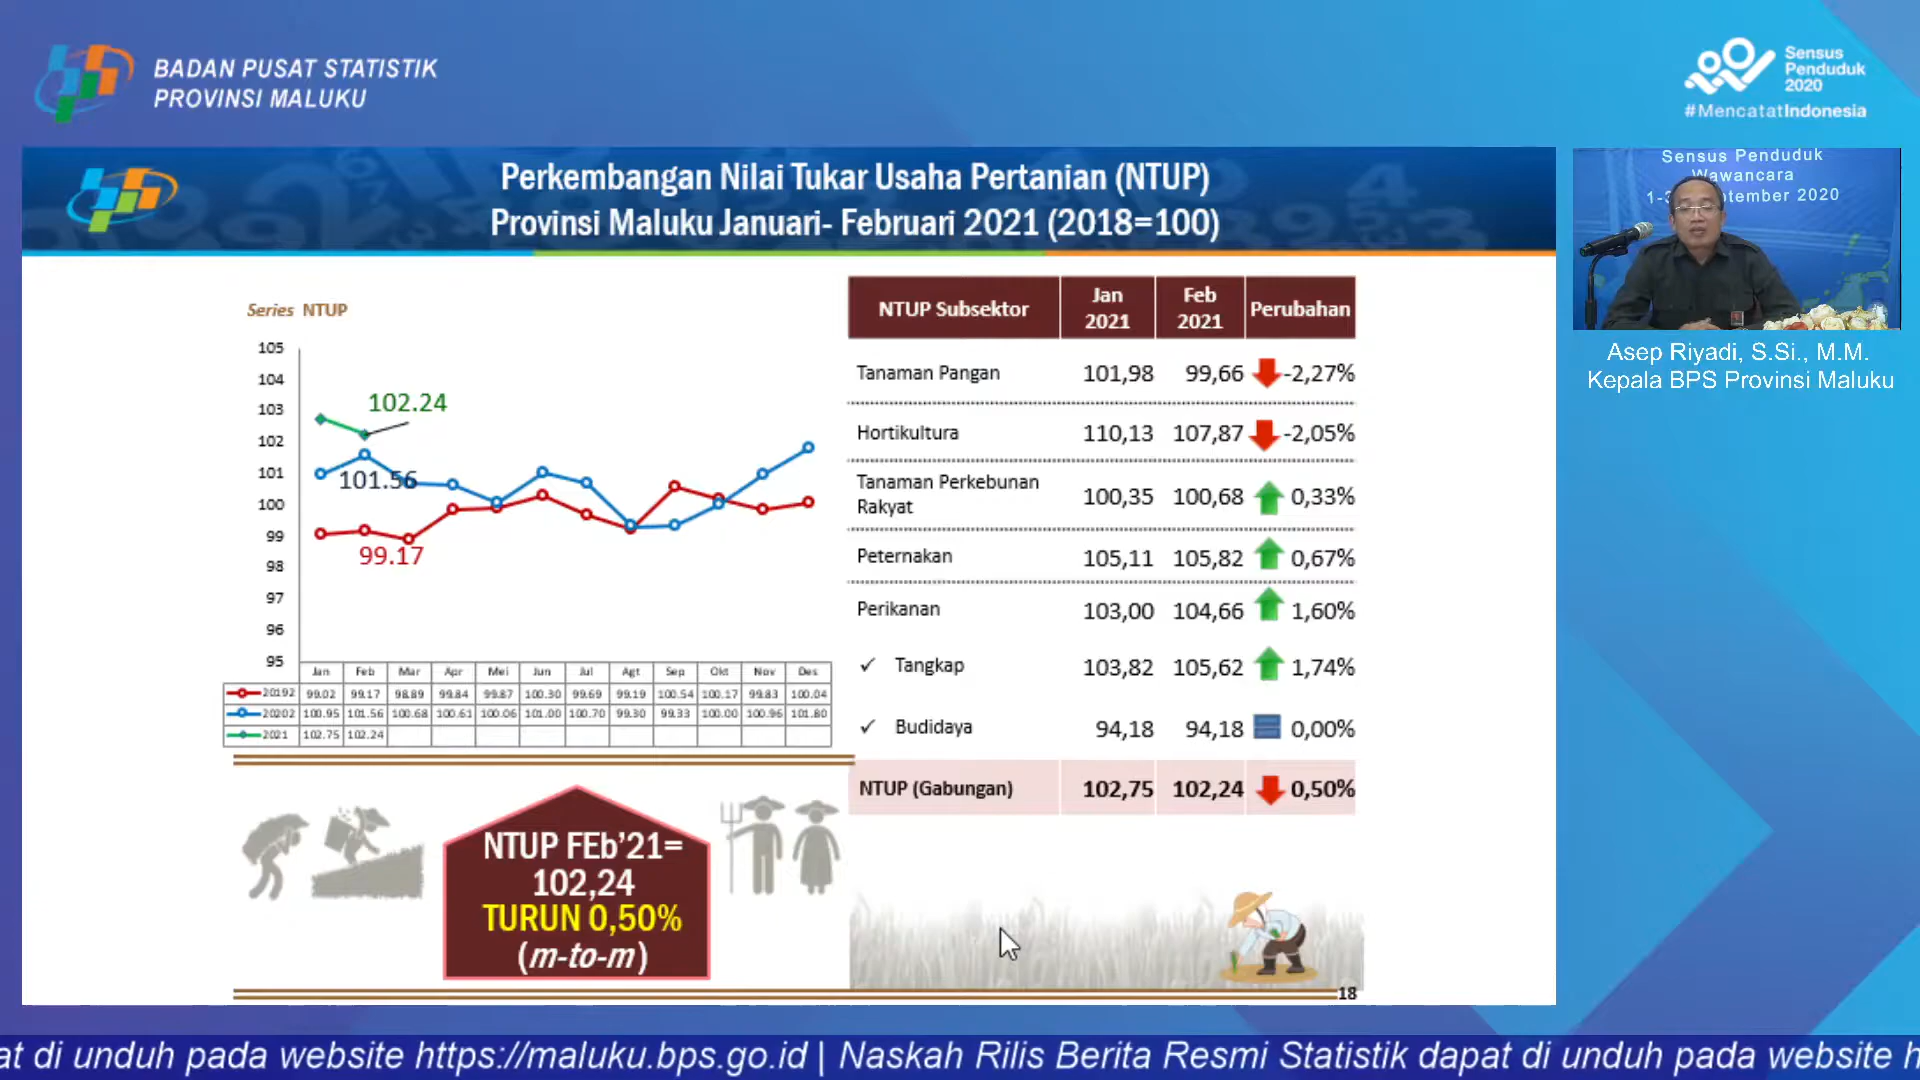 BADAN PUSAT STATISTIK
PROVINSI MALUKU
Sensus
Penduduk
2020
#MencatatIndonesia
Perkembangan Nilai Tukar Usaha Pertanian (NTUP)
Provinsi Maluku Januari- Februari 2021 (2018=100)
Sensus Penduduk
Wawancara
Asep Riyadi, S.Si., M.M.
Kepala BPS Provinsi Maluku
Series NTUP
105
104
103
102
101
100
99
98
97
96
95
102.24
101.56
99.17
Jan Feb Mar Apr Mei Jun Jul Agt Sep Okt Nov Des
20192 99.02 99.17 98.89 99.84 99.87 100.30 99.69 99.19 100.54 100.17 99.83 100.04
20202 100.95 101.56 100.68 100.61 100.06 101.00 100.70 99.30 99.33 100.00 100.96 101.80
2021 102.75 102.24
NTUP Subsektor Jan 2021 Feb 2021 Perubahan
Tanaman Pangan 101,98 99,66 -2,27%
Hortikultura 110,13 107,87 -2,05%
Tanaman Perkebunan
Rakyat 100,35 100,68 0,33%
Peternakan 105,11 105,82 0,67%
Perikanan 103,00 104,66 1,60%
✓ Tangkap 103,82 105,62 1,74%
✓ Budidaya 94,18 94,18 0,00%
NTUP (Gabungan) 102,75 102,24 0,50%
NTUP FEb'21=
102,24
TURUN 0,50%
(m-to-m)
18
at di unduh pada website https://maluku.bps.go.id | Naskah Rilis Berita Resmi Statistik dapat di unduh pada website h